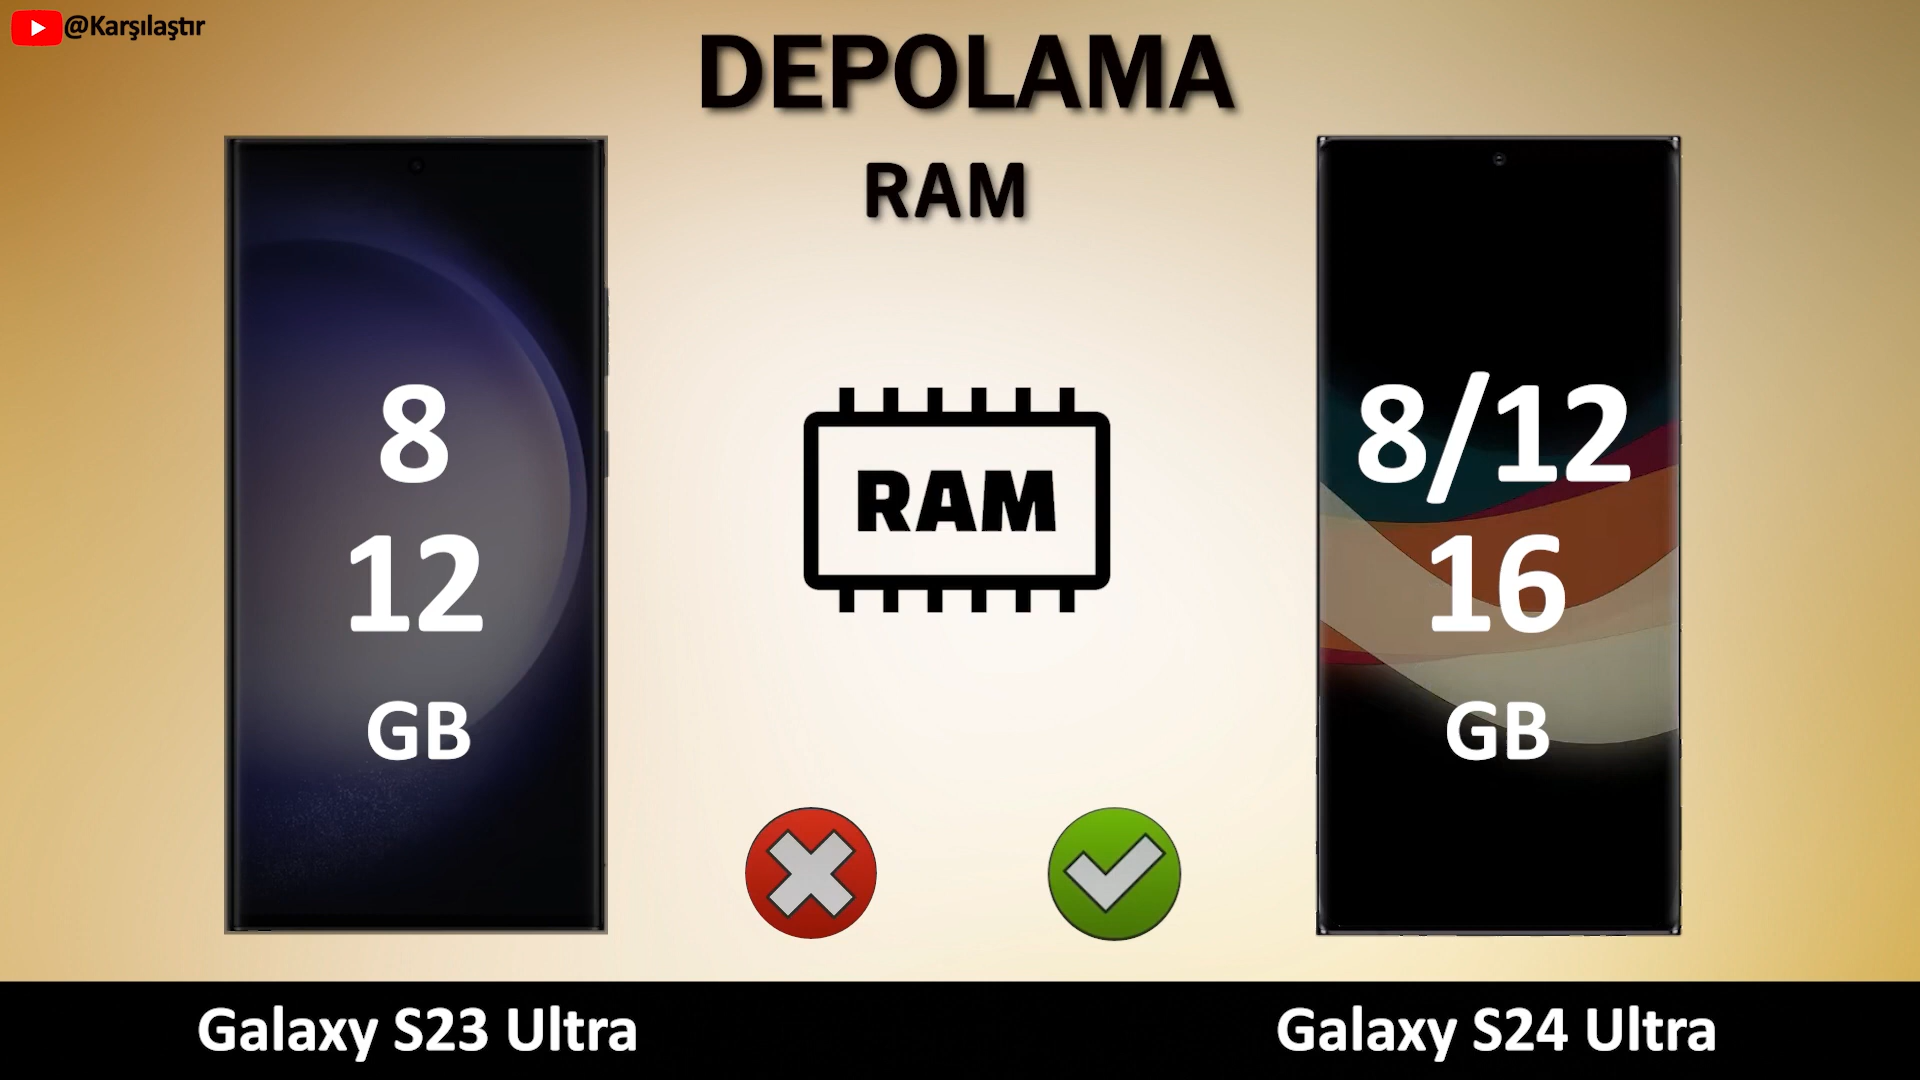 @Karşılaştır
DEPOLAMA
RAM
8
12
GB
RAM
8/12
16
GB
Galaxy S23 Ultra
Galaxy S24 Ultra